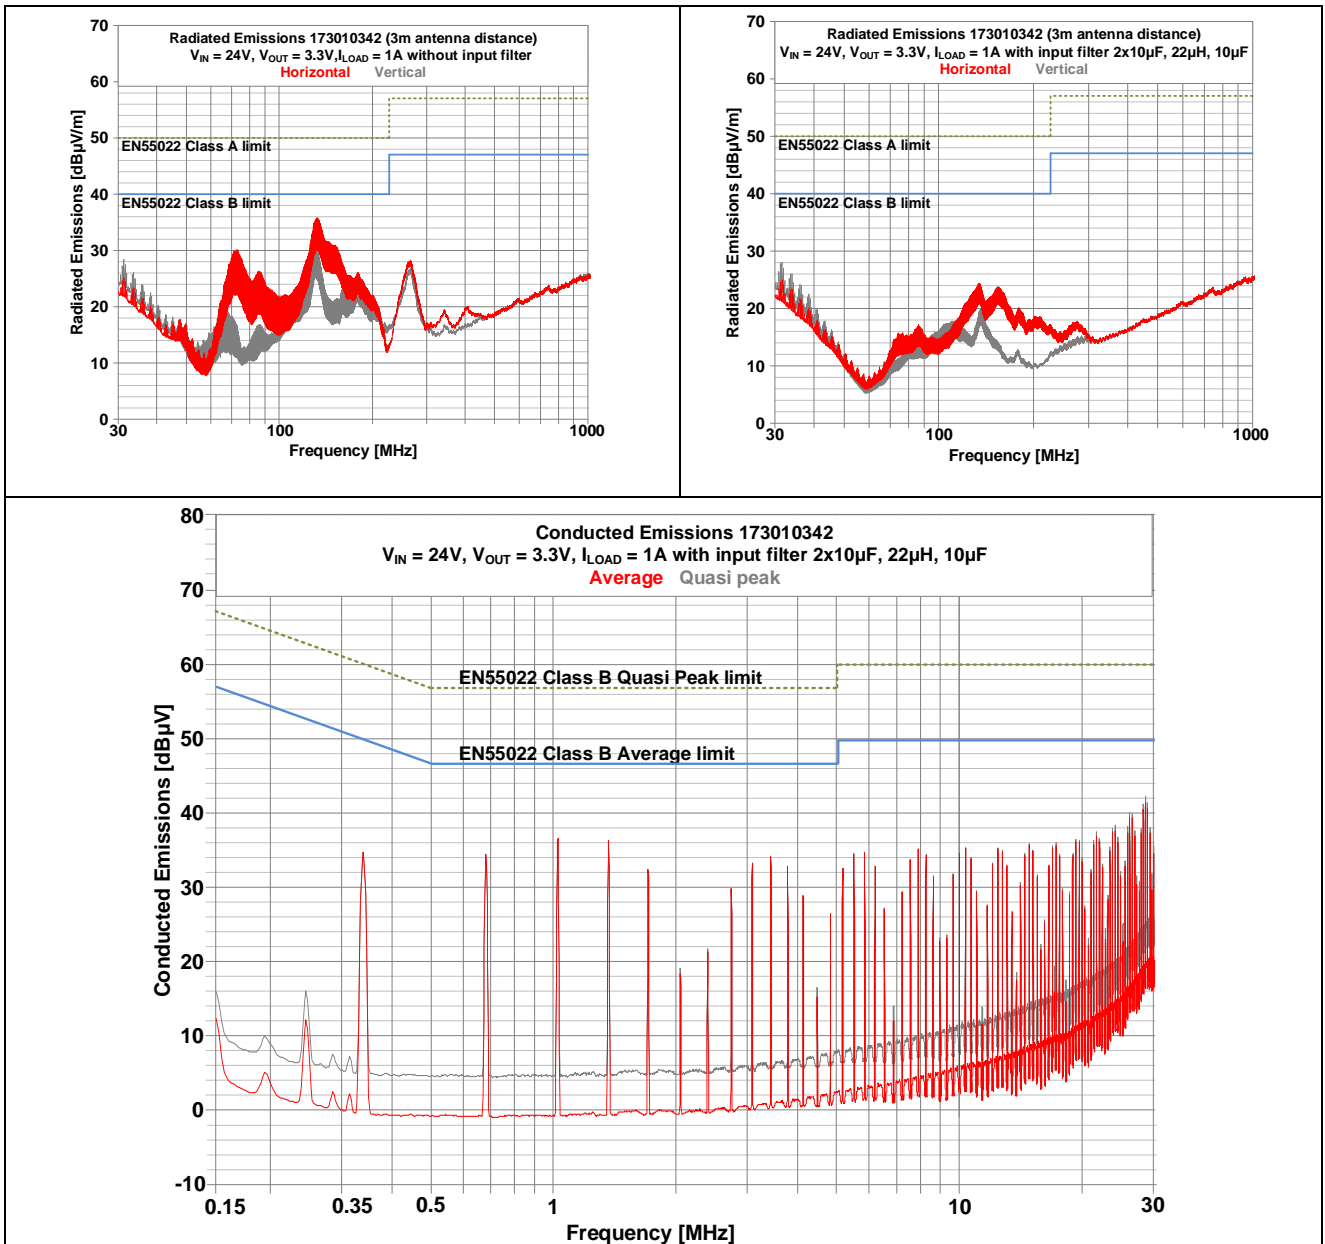 70
60
50
40
30
20
10
0
Radiated Emissions [dBµV/m]
Radiated Emissions 173010342 (3m antenna distance)
VIN = 24V, VOUT = 3.3V,ILOAD = 1A without input filter
Horizontal Vertical
EN55022 Class A limit
EN55022 Class B limit
30 100 1000
Frequency [MHz]
70
60
50
40
30
20
10
0
Radiated Emissions [dBµV/m]
Radiated Emissions 173010342 (3m antenna distance)
VIN = 24V, VOUT = 3.3V, ILOAD = 1A with input filter 2x10µF, 22µH, 10µF
Horizontal Vertical
EN55022 Class A limit
EN55022 Class B limit
30 100 1000
Frequency [MHz]
80
70
60
50
40
30
20
10
0
-10
Conducted Emissions [dBµV]
Conducted Emissions 173010342
VIN = 24V, VOUT = 3.3V, ILOAD = 1A with input filter 2x10µF, 22µH, 10µF
Average Quasi peak
EN55022 Class B Quasi Peak limit
EN55022 Class B Average limit
0.15 0.35 0.5 1 10 30
Frequency [MHz]